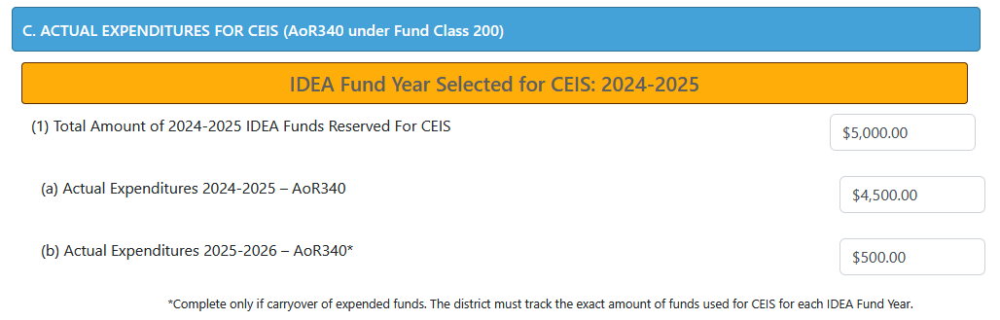 C. ACTUAL EXPENDITURES FOR CEIS (AoR340 under Fund Class 200)
IDEA Fund Year Selected for CEIS: 2024-2025
(1) Total Amount of 2024-2025 IDEA Funds Reserved For CEIS
$5,000.00
(a) Actual Expenditures 2024-2025 – AoR340
$4,500.00
(b) Actual Expenditures 2025-2026 – AoR340*
$500.00
*Complete only if carryover of expended funds. The district must track the exact amount of funds used for CEIS for each IDEA Fund Year.